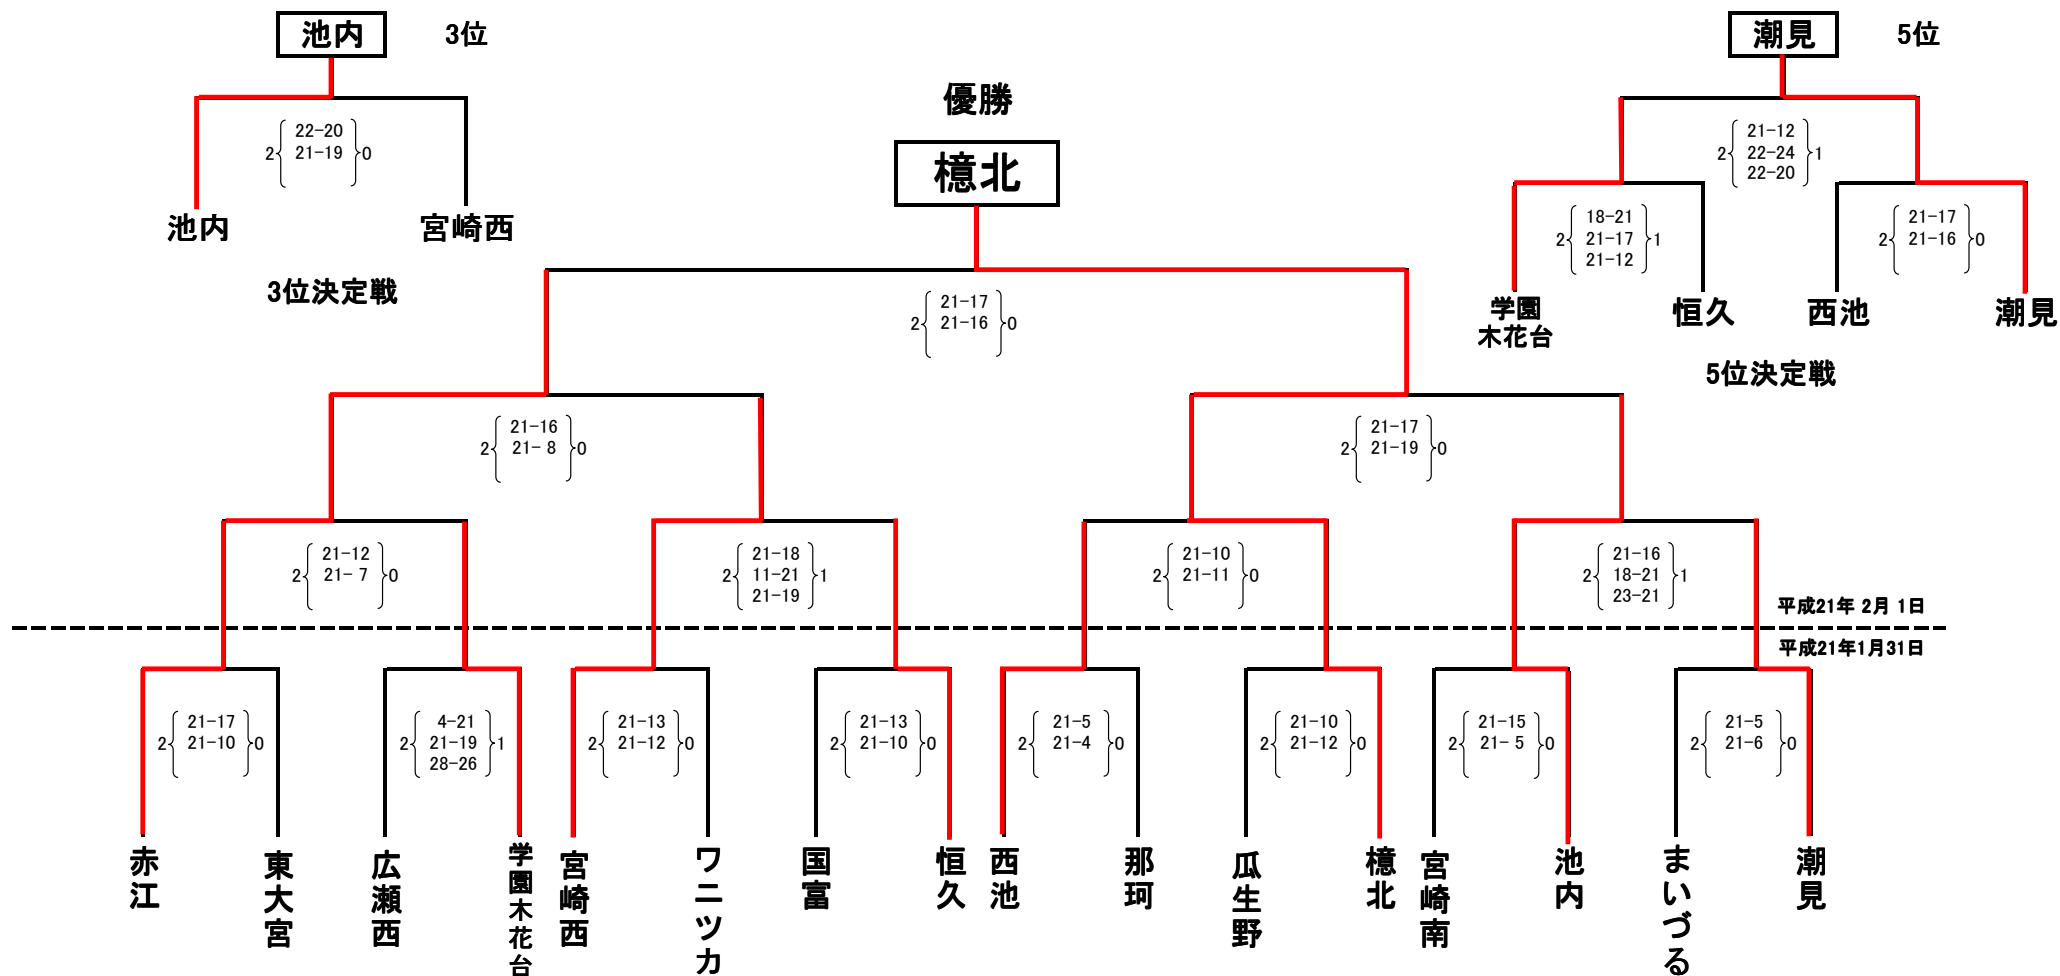 池内
3位
2 22-20 0
21-19
池内
宮崎西
3位決定戦
優勝
檍北
潮見
5位
2 21-12 1
22-24
22-20
2 18-21 1
21-17
21-12
2 21-17 0
21-16
学園
木花台
恒久
西池
潮見
5位決定戦
2 21-17 0
21-16
2 21-16 0
21- 8
2 21-17 0
21-19
2 21-12 0
21- 7
2 21-18 1
11-21
21-19
2 21-10 0
21-11
2 21-16 1
18-21
23-21
平成21年 2月 1日
平成21年1月31日
2 21-17 0
21-10
2 4-21 1
21-19
28-26
2 21-13 0
21-12
2 21-13 0
21-10
2 21-5 0
21-4
2 21-10 0
21-12
2 21-15 0
21- 5
2 21-5 0
21-6
赤江
東大宮
広瀬西
学園木花台
宮崎西
ワニツカ
国富
恒久
西池
那珂
瓜生野
檍北
宮崎南
池内
まいづる
潮見